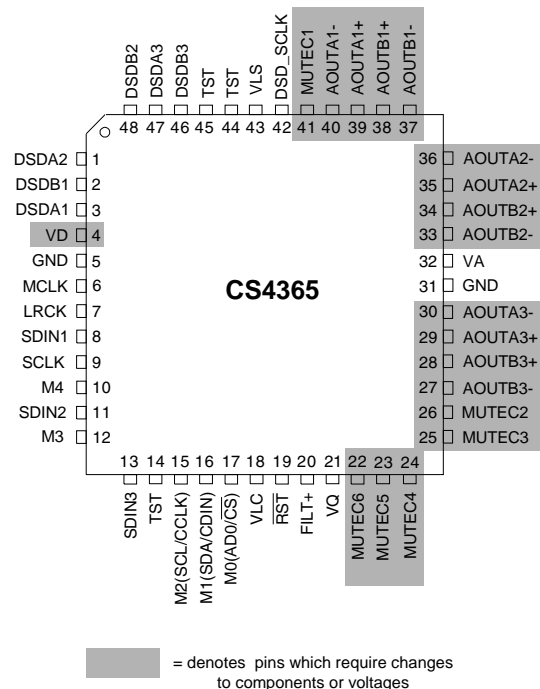 DSDB2
DSDA3
DSDB3
TST
TST
VLS
DSD_SCLK
MUTEC1
AOUTA1-
AOUTA1+
AOUTB1+
AOUTB1-
48 47 46 45 44 43 42 41 40 39 38 37
DSDA2 1
DSDB1 2
DSDA1 3
VD 4
GND 5
MCLK 6
LRCK 7
SDIN1 8
SCLK 9
M4 10
SDIN2 11
M3 12
CS4365
36 AOUTA2-
35 AOUTA2+
34 AOUTB2+
33 AOUTB2-
32 VA
31 GND
30 AOUTA3-
29 AOUTA3+
28 AOUTB3+
27 AOUTB3-
26 MUTEC2
25 MUTEC3
13 14 15 16 17 18 19 20 21 22 23 24
SDIN3
TST
M2(SCL/CCLK)
M1(SDA/CDIN)
M0(AD0/CS)
VLC
RST
FILT+
VQ
MUTEC6
MUTEC5
MUTEC4
= denotes pins which require changes
to components or voltages